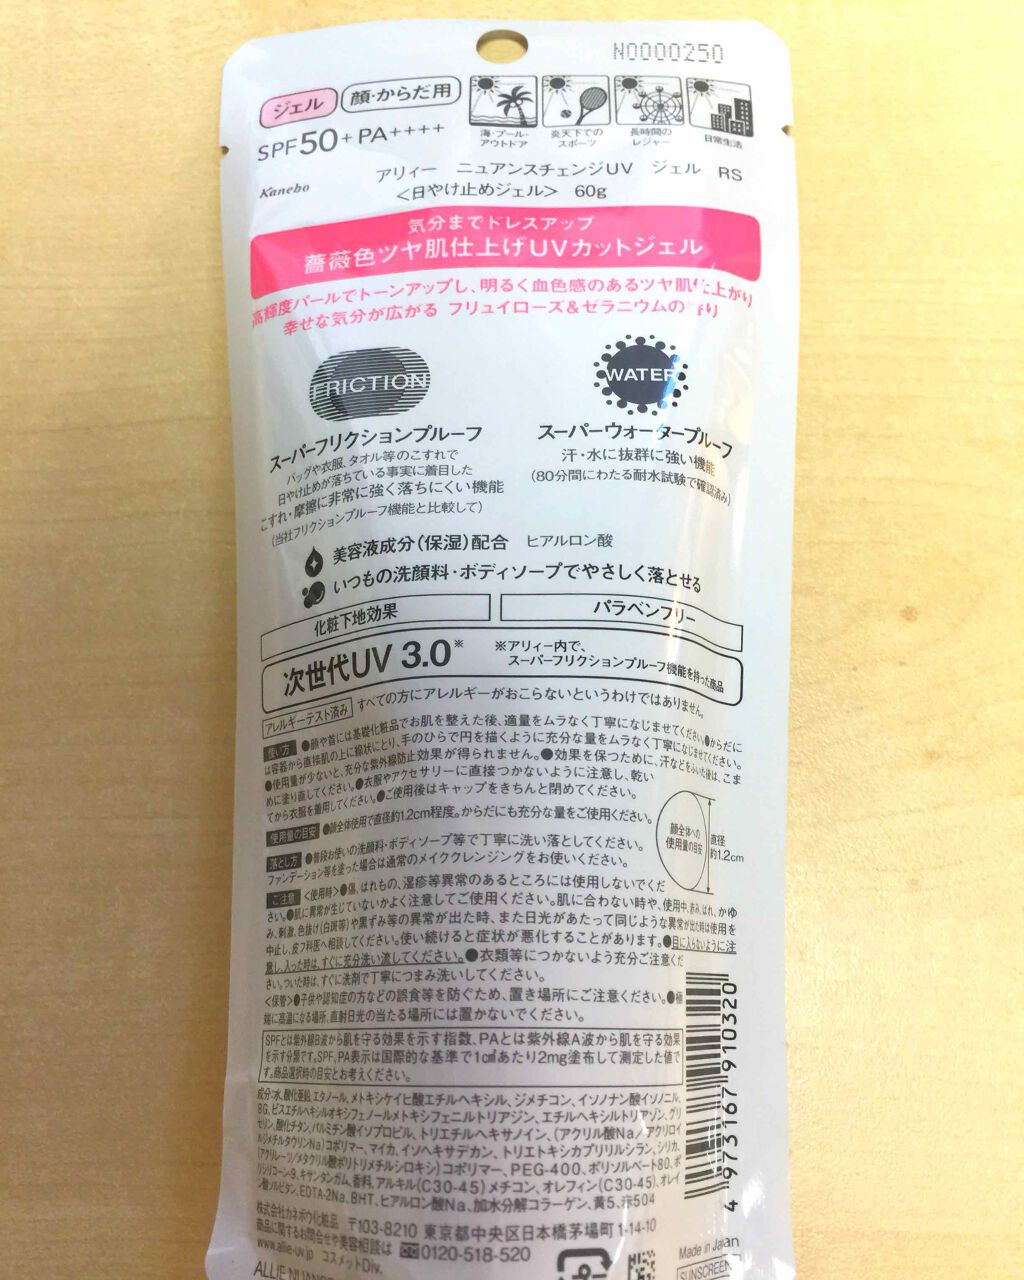 N0000250
ジェル
顔・からだ用
SPF50+PA++++
海・プール・
アウトドア
炎天下での
スポーツ
長時間の
レジャー
日常生活
Kanebo
アリィー ニュアンスチェンジUV ジェル RS
<日やけ止めジェル> 60g
気分までドレスアップ
薔薇色ツヤ肌仕上げUVカットジェル
高輝度パールでトーンアップし、明るく血色感のあるツヤ肌仕上がり
幸せな気分が広がる フリュイローズ&ゼラニウムの香り
FRICTION
WATER
スーパーフリクションプルーフ
バッグや衣服、タオル等のこすれで
日やけ止めが落ちている事実に着目した
こすれ・摩擦に非常に強く落ちにくい機能
(当社フリクションプルーフ機能と比較して)
スーパーウォータープルーフ
汗・水に抜群に強い機能
(80分間にわたる耐水試験で確認済み)
美容液成分(保湿)配合 ヒアルロン酸
いつもの洗顔料・ボディソープでやさしく落とせる
化粧下地効果
パラベンフリー
次世代UV 3.0※
※アリィー内で、
スーパーフリクションプルーフ機能を持った商品
アレルギーテスト済み すべての方にアレルギーがおこらないというわけではありません。
使い方 ●顔や首には基礎化粧品でお肌を整えた後、適量をムラなく丁寧になじませてください。●からだに
は容器から直接肌の上に線状にとり、手のひらで円を描くように充分な量をムラなく丁寧になじませてください。
●使用量が少ないと、充分な紫外線防止効果が得られません。●効果を保つために、汗などをふいた後は、こま
めに塗り直してください。●衣服やアクセサリーに直接つかないように注意し、乾い
てから衣服を着用してください。●ご使用後はキャップをきちんと閉めてください。
使用量の目安 ●顔全体使用で直径約1.2cm程度。からだにも充分な量をご使用ください。
顔全体への
使用量の目安
直径
約1.2cm
落とし方 ●普段お使いの洗顔料・ボディソープ等で丁寧に洗い落としてください。
ファンデーション等を塗った場合は通常のメイククレンジングをお使いください。
ご注意 <使用時>●傷、はれもの、湿疹等異常のあるところには使用しないでくだ
さい。●肌に異常が生じていないかよく注意してご使用ください。肌に合わない時や、使用中、赤み、はれ、かゆ
み、刺激、色抜け(白斑等)や黒ずみ等の異常が出た時、また日光があたって同じような異常が出た時は使用を
中止し、皮フ科医へ相談してください。使い続けると症状が悪化することがあります。●目に入らないように注
意し、入った時は、すぐに充分洗い流してください。●衣類等につかないよう充分ご注意くだ
さい。ついた時は、すぐに洗剤で丁寧につまみ洗いしてください。
<保管>●子供や認知症の方などの誤食等を防ぐため、置き場所にご注意ください。●極
端に高温になる場所、直射日光の当たる場所には置かないでください。
SPFとは紫外線B波から肌を守る効果を示す指数、PAとは紫外線A波から肌を守る効果
を示す分類です。SPF、PA表示は国際的な基準で1c㎡あたり2mg塗布して測定した値で
す。商品選択時の目安とお考えください。
成分:水、酸化亜鉛、エタノール、メトキシケイヒ酸エチルヘキシル、ジメチコン、イソノナン酸イソノニル、
BG、ビスエチルヘキシルオキシフェノールメトキシフェニルトリアジン、エチルヘキシルトリアゾン、グリ
セリン、酸化チタン、パルミチン酸イソプロピル、トリエチルヘキサノイン、(アクリル酸Na/アクリロイ
ルジメチルタウリンNa)コポリマー、マイカ、イソヘキサデカン、トリエトキシカプリリルシラン、シリカ、
(アクリレーツ/メタクリル酸ポリトリメチルシロキシ)コポリマー、PEG-400、ポリソルベート80、ポ
リシリコーン-9、キサンタンガム、香料、アルキル(C30-45)メチコン、オレフィン(C30-45)、オレイ
ン酸ソルビタン、EDTA-2Na、BHT、ヒアルロン酸Na、加水分解コラーゲン、黄5、赤504
株式会社カネボウ化粧品 〒103-8210 東京都中央区日本橋茅場町1-14-10
商品に関するお問合せや美容相談は 0120-518-520
www.allie-uv.jp コスメットDiv.
Made in Japan
SUNSCREEN
4 973167 910320